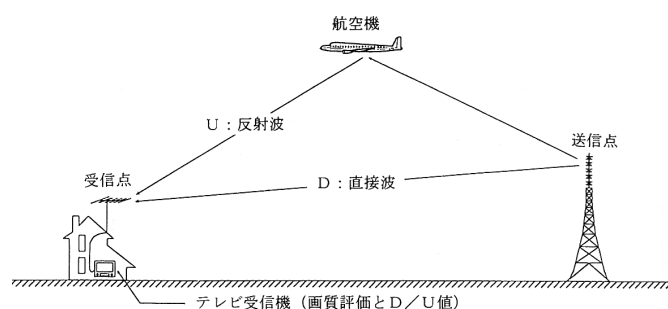 航空機
U：反射波
送信点
受信点
D：直接波
テレビ受信機（画質評価とD／U値）